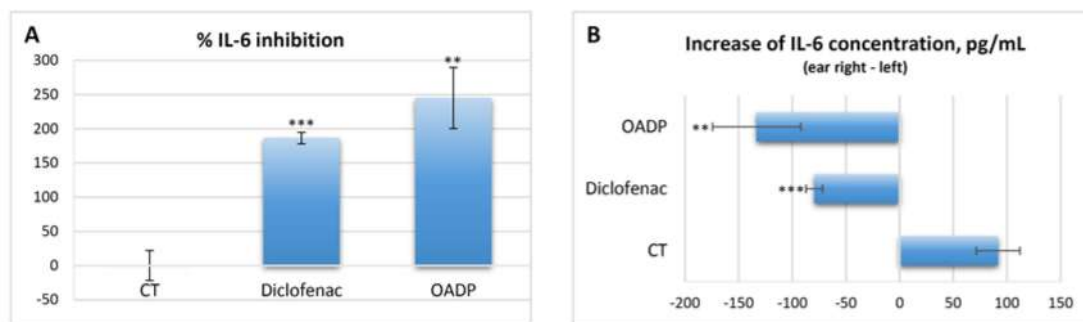 A
% IL-6 inhibition
300
250
200
150
100
50
0
-50
***
**
CT Diclofenac OADP
B
Increase of IL-6 concentration, pg/mL
(ear right - left)
OADP
**
Diclofenac
***
CT
-200 -150 -100 -50 0 50 100 150